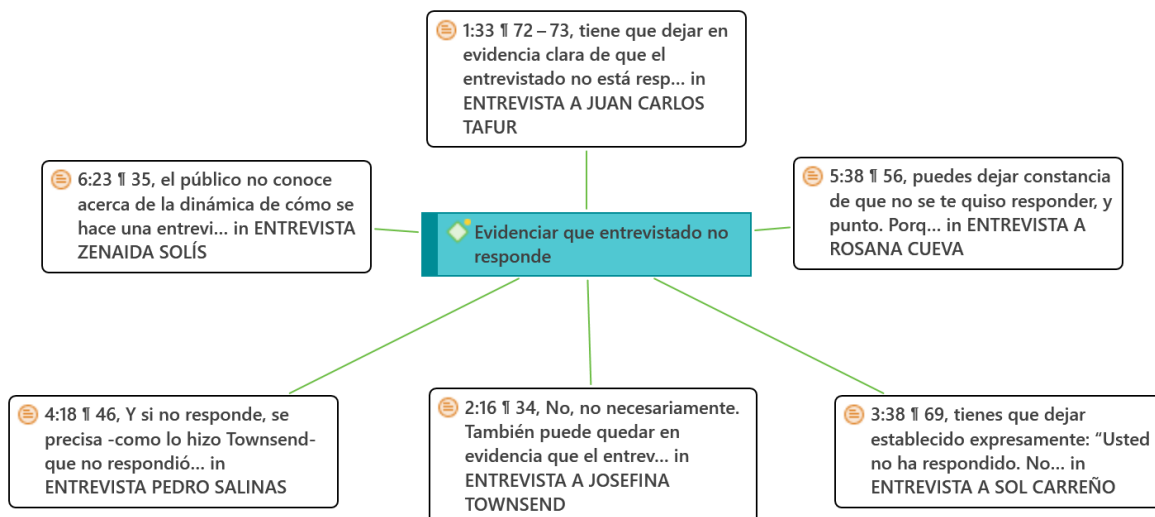 1:33 ¶ 72 – 73, tiene que dejar en
evidencia clara de que el
entrevistado no está resp... in
ENTREVISTA A JUAN CARLOS
TAFUR
6:23 ¶ 35, el público no conoce
acerca de la dinámica de cómo se
hace una entrevi... in ENTREVISTA
ZENAIDA SOLÍS
5:38 ¶ 56, puedes dejar constancia
de que no se te quiso responder, y
punto. Porq... in ENTREVISTA A
ROSANA CUEVA
Evidenciar que entrevistado no
responde
4:18 ¶ 46, Y si no responde, se
precisa -como lo hizo Townsend-
que no respondió... in
ENTREVISTA PEDRO SALINAS
2:16 ¶ 34, No, no necesariamente.
También puede quedar en
evidencia que el entrev... in
ENTREVISTA A JOSEFINA
TOWNSEND
3:38 ¶ 69, tienes que dejar
establecido expresamente: “Usted
no ha respondido. No... in
ENTREVISTA A SOL CARREÑO